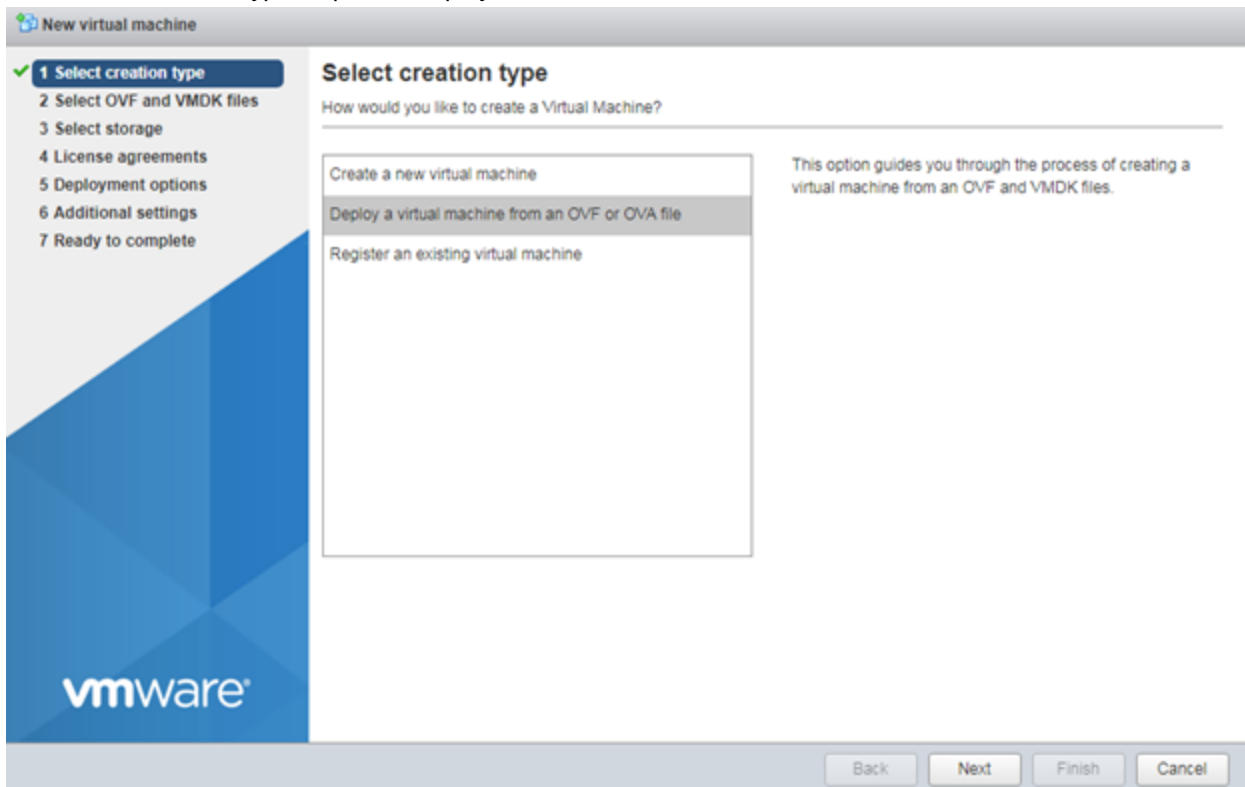 New virtual machine
1 Select creation type
2 Select OVF and VMDK files
3 Select storage
4 License agreements
5 Deployment options
6 Additional settings
7 Ready to complete
Select creation type
How would you like to create a Virtual Machine?
Create a new virtual machine
Deploy a virtual machine from an OVF or OVA file
Register an existing virtual machine
This option guides you through the process of creating a
virtual machine from an OVF and VMDK files.
vmware®
Back
Next
Finish
Cancel